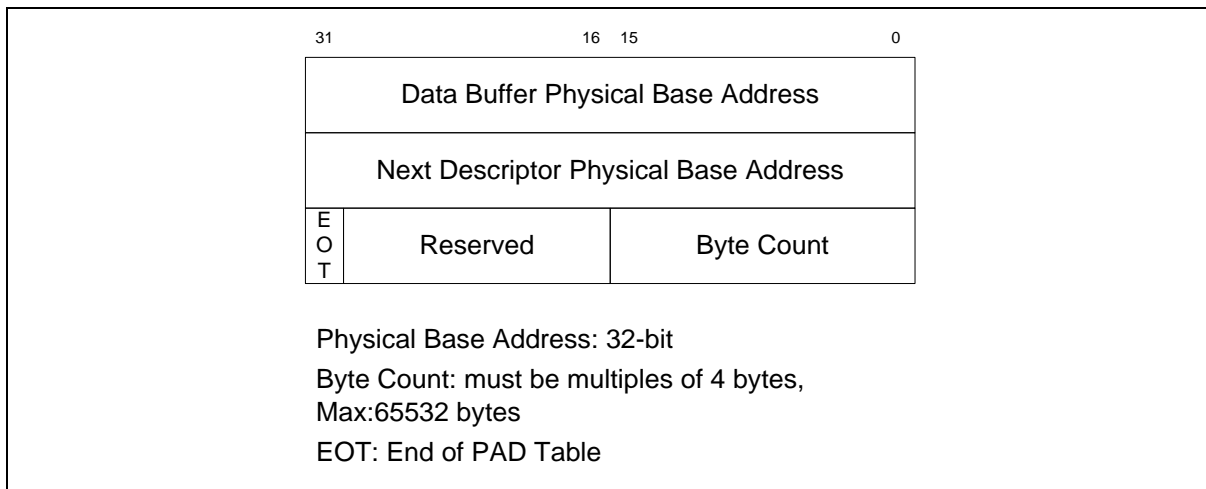 31 16 15 0
Data Buffer Physical Base Address
Next Descriptor Physical Base Address
EOT Reserved Byte Count
Physical Base Address: 32-bit
Byte Count: must be multiples of 4 bytes,
Max:65532 bytes
EOT: End of PAD Table